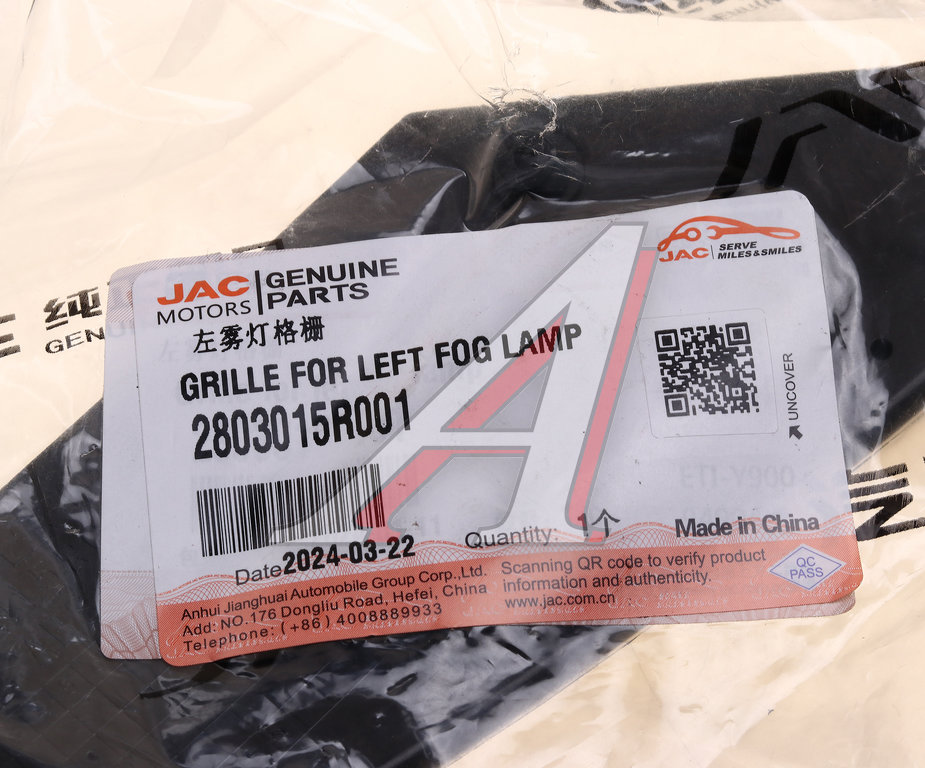 纯
GEN
JAC
MOTORS
GENUINE
PARTS
JAC
SERVE
MILES&SMILES
左雾灯格栅
GRILLE FOR LEFT FOG LAMP
2803015R001
UNCOVER
Date 2024-03-22
Quantity: 1个
Made in China
Anhui Jianghuai Automobile Group Corp.,Ltd.
Add: NO.176 Dongliu Road, Hefei, China
Telephone: (+86) 4008889933
Scanning QR code to verify product
information and authenticity.
www.jac.com.cn
QC
PASS